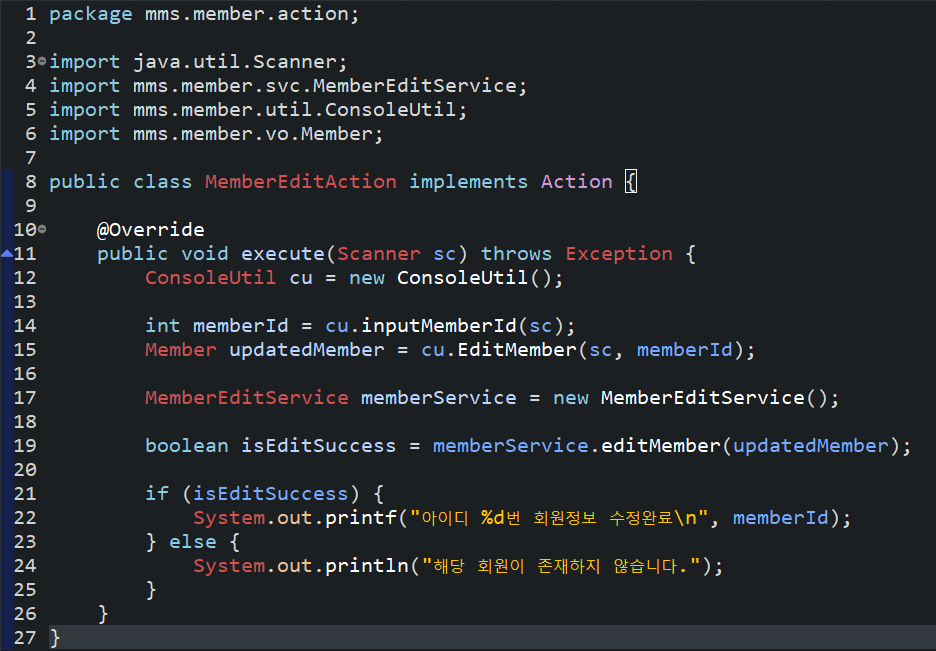 1 package mms.member.action;
2
3 import java.util.Scanner;
4 import mms.member.svc.MemberEditService;
5 import mms.member.util.ConsoleUtil;
6 import mms.member.vo.Member;
7
8 public class MemberEditAction implements Action {
9
10     @Override
11     public void execute(Scanner sc) throws Exception {
12         ConsoleUtil cu = new ConsoleUtil();
13
14         int memberId = cu.inputMemberId(sc);
15         Member updatedMember = cu.EditMember(sc, memberId);
16
17         MemberEditService memberService = new MemberEditService();
18
19         boolean isEditSuccess = memberService.editMember(updatedMember);
20
21         if (isEditSuccess) {
22             System.out.printf("아이디 %d번 회원정보 수정완료\n", memberId);
23         } else {
24             System.out.println("해당 회원이 존재하지 않습니다.");
25         }
26     }
27 }